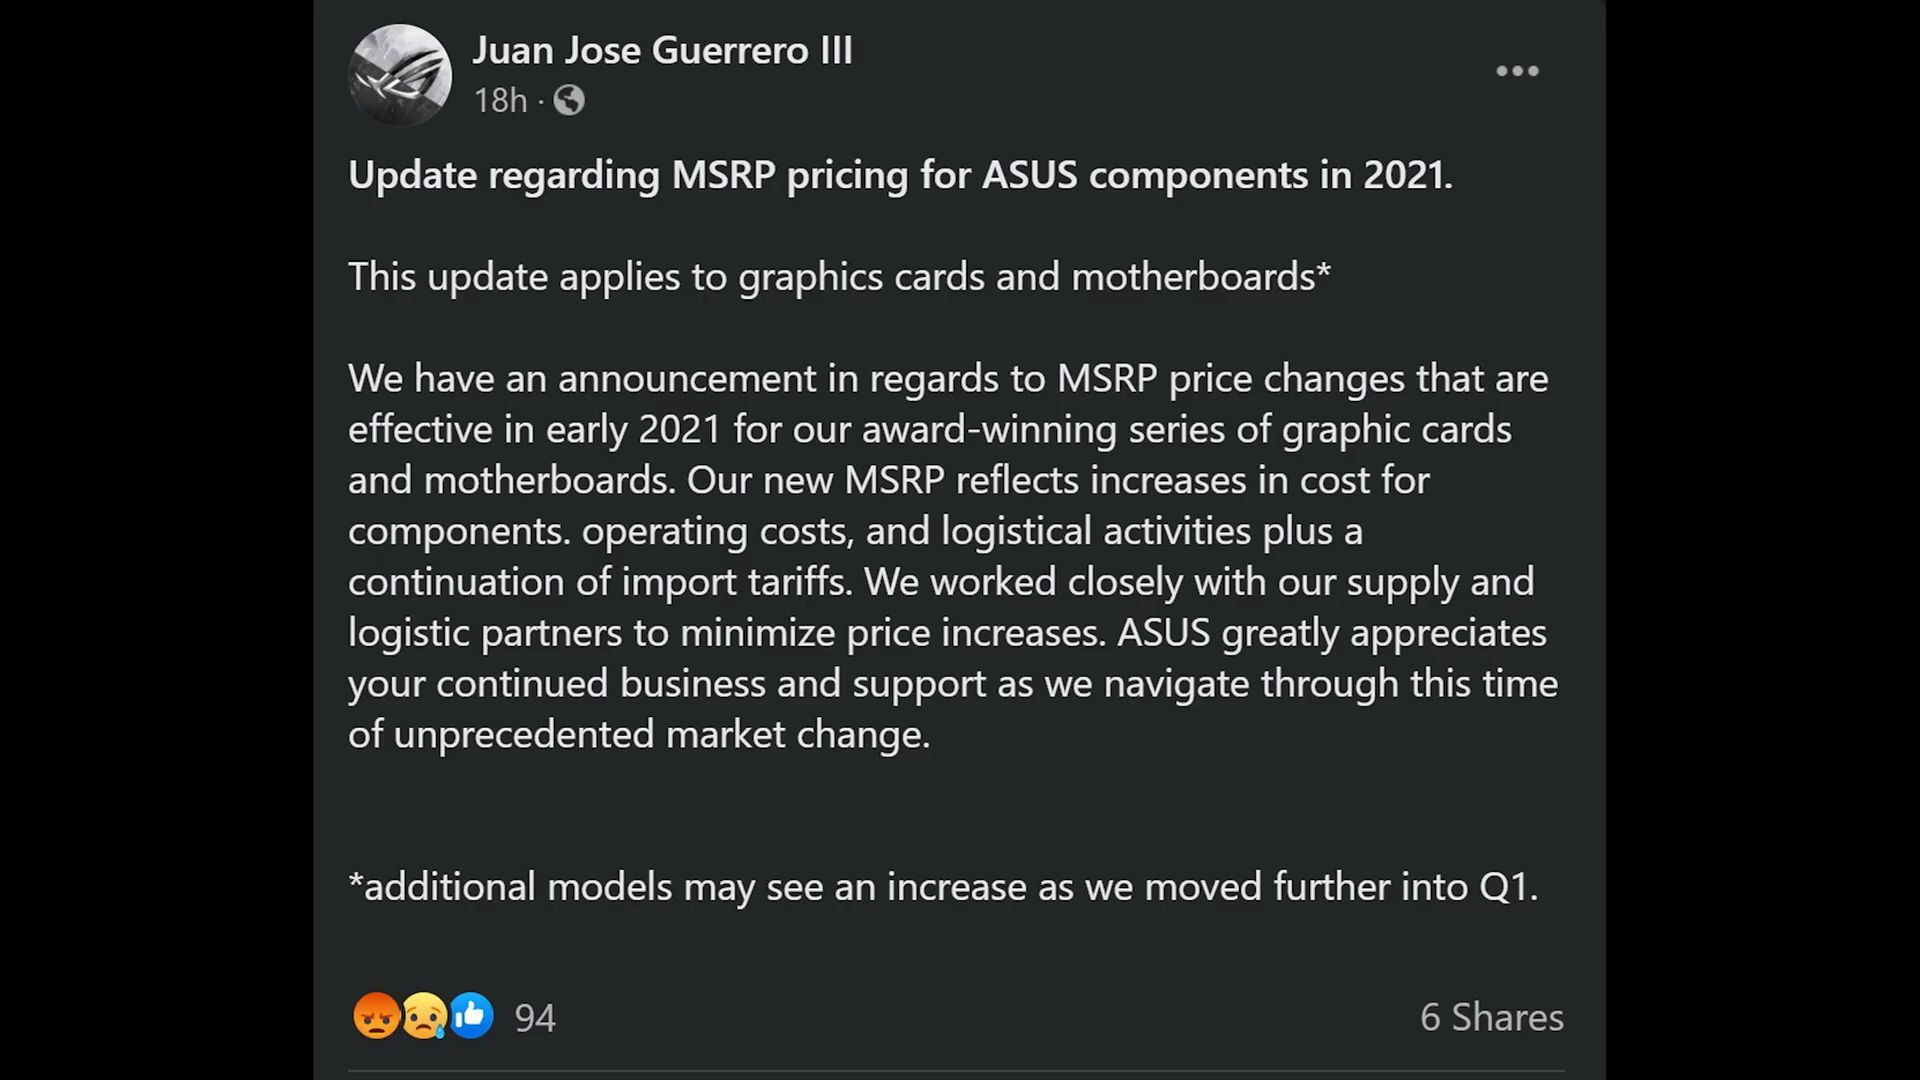 Juan Jose Guerrero III
18h ·
Update regarding MSRP pricing for ASUS components in 2021.
This update applies to graphics cards and motherboards*
We have an announcement in regards to MSRP price changes that are
effective in early 2021 for our award-winning series of graphic cards
and motherboards. Our new MSRP reflects increases in cost for
components. operating costs, and logistical activities plus a
continuation of import tariffs. We worked closely with our supply and
logistic partners to minimize price increases. ASUS greatly appreciates
your continued business and support as we navigate through this time
of unprecedented market change.
*additional models may see an increase as we moved further into Q1.
94
6 Shares